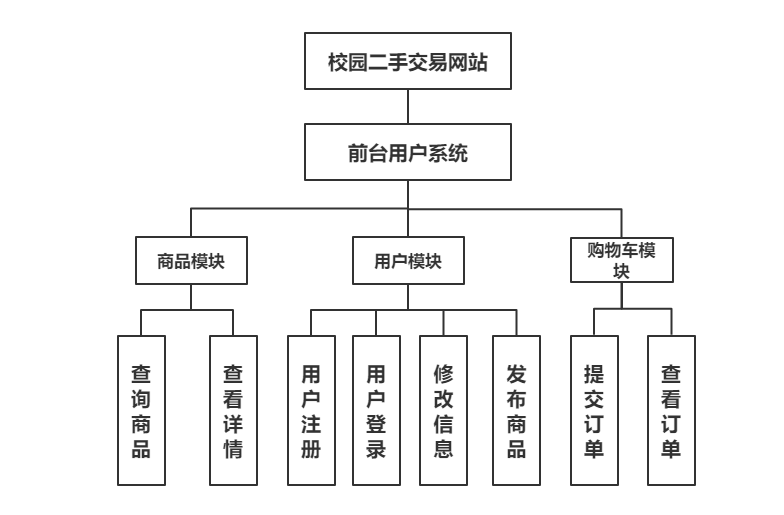 校园二手交易网站
前台用户系统
商品模块
用户模块
购物车模
块
查询商品
查看详情
用户注册
用户登录
修改信息
发布商品
提交订单
查看订单